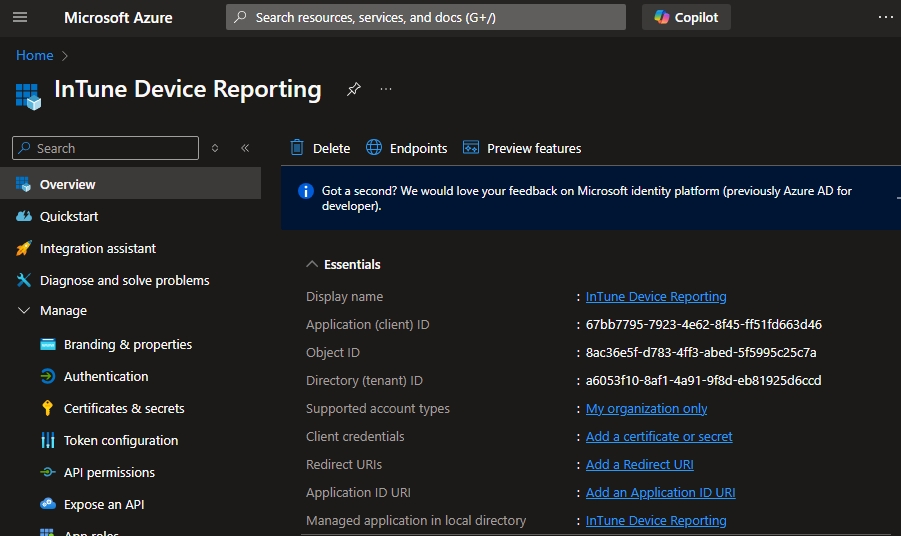 Microsoft Azure
Search resources, services, and docs (G+/)
Copilot
Home
InTune Device Reporting
Search
Delete
Endpoints
Preview features
Overview
Got a second? We would love your feedback on Microsoft identity platform (previously Azure AD for
developer).
Quickstart
Integration assistant
Diagnose and solve problems
Manage
Branding & properties
Authentication
Certificates & secrets
Token configuration
API permissions
Expose an API
App roles
Essentials
Display name : InTune Device Reporting
Application (client) ID : 67bb7795-7923-4e62-8f45-ff51fd663d46
Object ID : 8ac36e5f-d783-4ff3-abed-5f5995c25c7a
Directory (tenant) ID : a6053f10-8af1-4a91-9f8d-eb81925d6ccd
Supported account types : My organization only
Client credentials : Add a certificate or secret
Redirect URIs : Add a Redirect URI
Application ID URI : Add an Application ID URI
Managed application in local directory : InTune Device Reporting